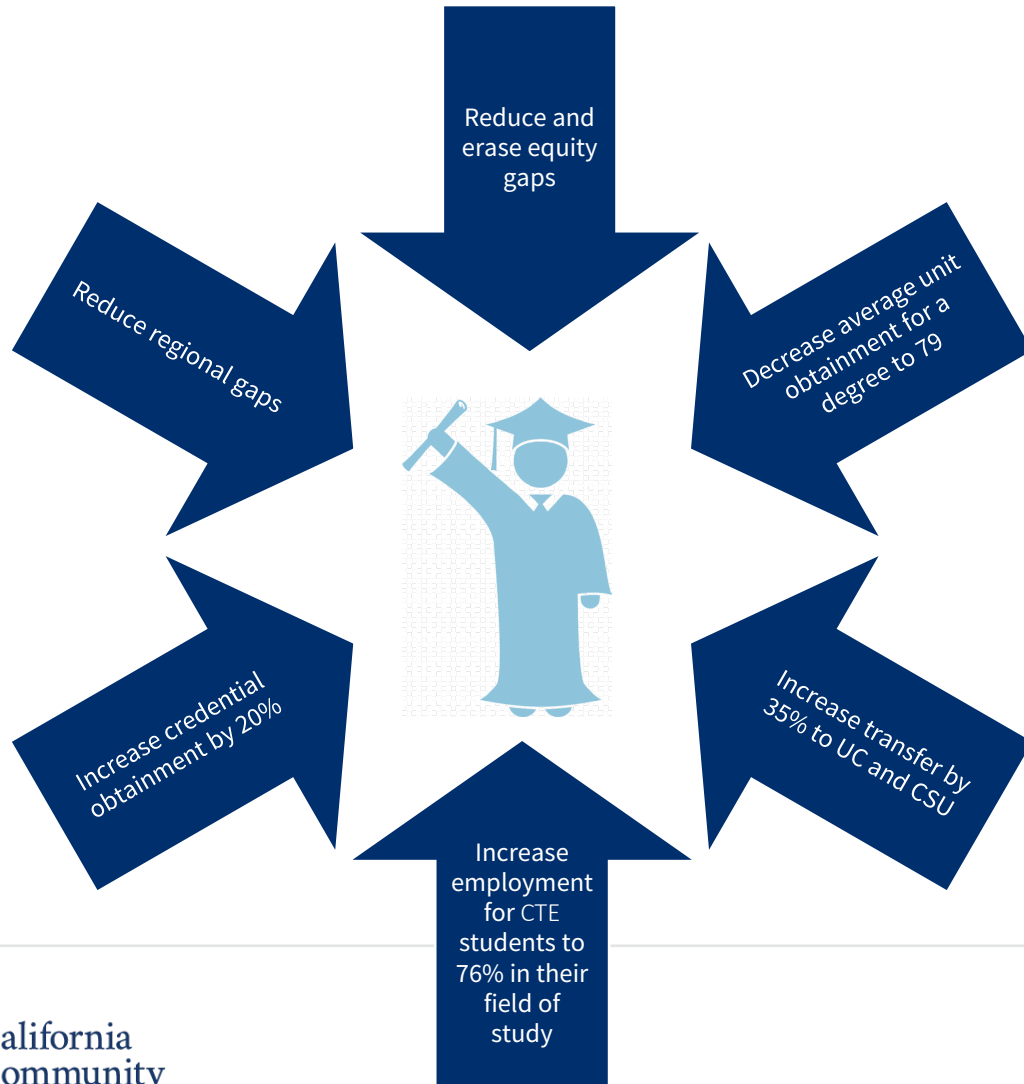 Reduce and
erase equity
gaps
Decrease average unit
obtainment for a
degree to 79
Increase transfer by
35% to UC and CSU
Increase
employment
for CTE
students to
76% in their
field of
study
Increase credential
obtainment by 20%
Reduce regional gaps
alifornia
ommunity